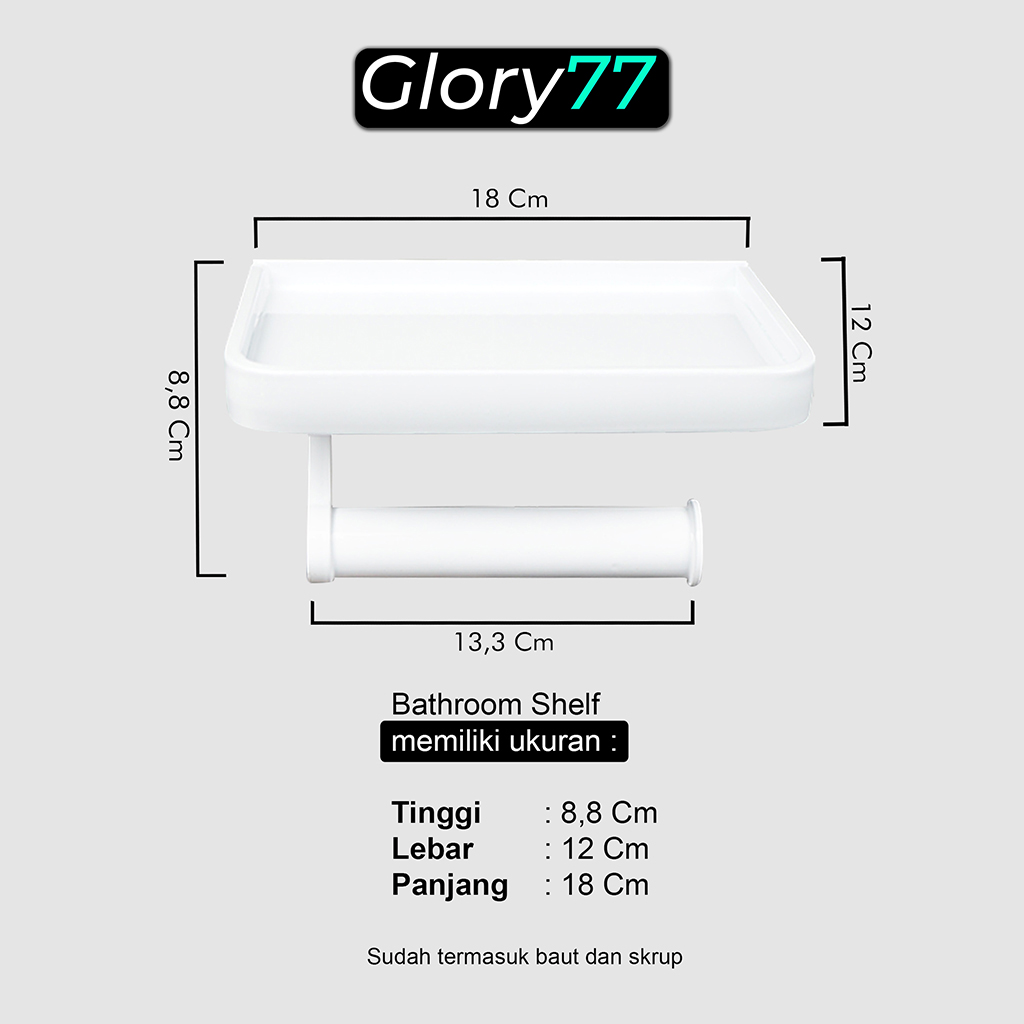 Glory77
18 Cm
12 Cm
8,8 Cm
13,3 Cm
Bathroom Shelf
memiliki ukuran :
Tinggi : 8,8 Cm
Lebar : 12 Cm
Panjang : 18 Cm
Sudah termasuk baut dan skrup